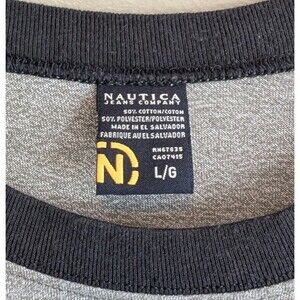 NAUTICA
JEANS COMPANY
50% COTTON/COTON
50% POLYESTER/POLYESTER
MADE IN EL SALVADOR
FABRIQUE AU EL SALVADOR
RN67835
CA07415
N
L/G